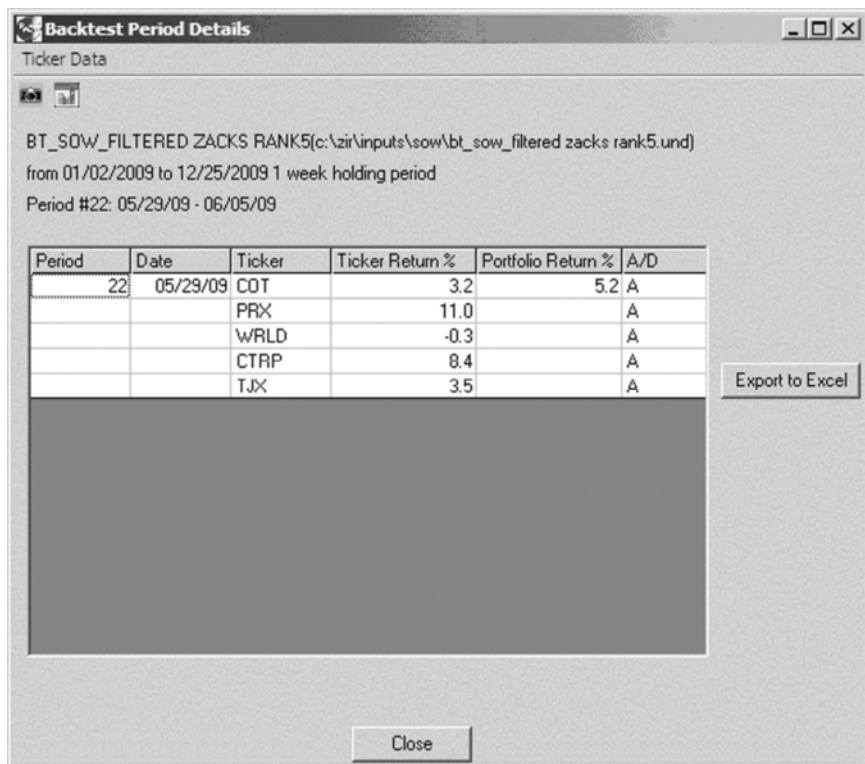 Backtest Period Details
Ticker Data
BT_SOW_FILTERED ZACKS RANK5(c:\zir\inputs\sow\bt_sow_filtered zacks rank5.und)
from 01/02/2009 to 12/25/2009 1 week holding period
Period #22: 05/29/09 - 06/05/09
Period Date Ticker Ticker Return % Portfolio Return % A/D
22 05/29/09 COT 3.2 5.2 A
PRX 11.0 A
WRLD -0.3 A
CTRP 8.4 A
TJX 3.5 A
Export to Excel
Close